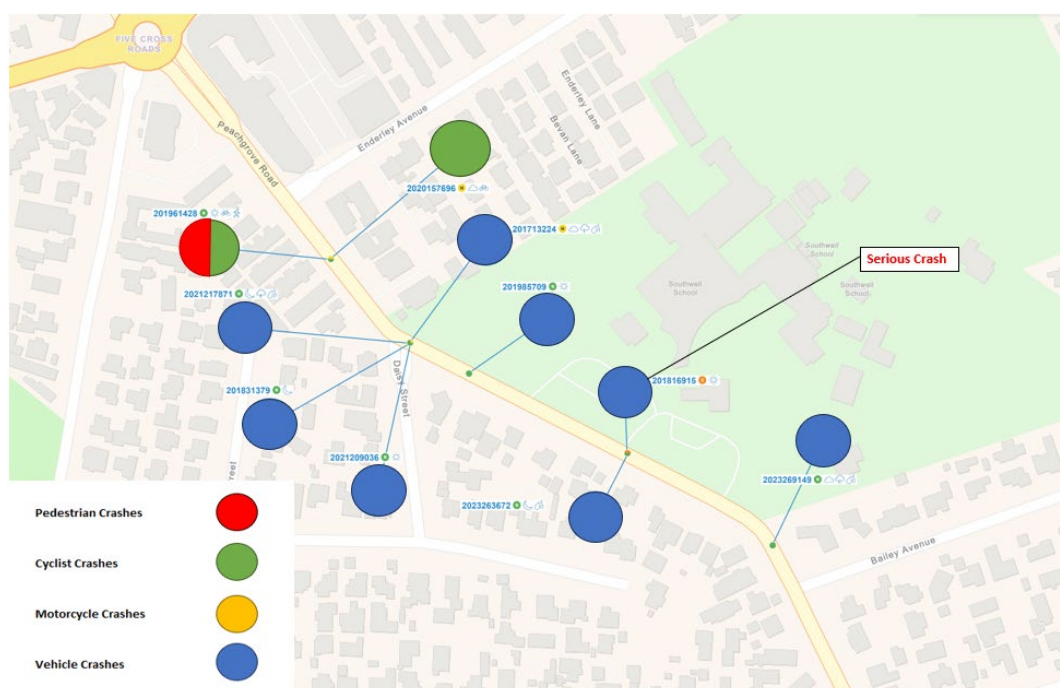 FIVE CROSS
ROADS
Peachgrove Road
Enderley Avenue
Enderley Lane
Bevan Lane
2020157696
201961428
201713224
Southwell
School
Serious Crash
Southwell
School
Southwell
School
2021217871
201985709
Daisy Street
201831379
201816915
2021209036
2023263672
2023269149
Street
Bailey Avenue
Pedestrian Crashes
Cyclist Crashes
Motorcycle Crashes
Vehicle Crashes